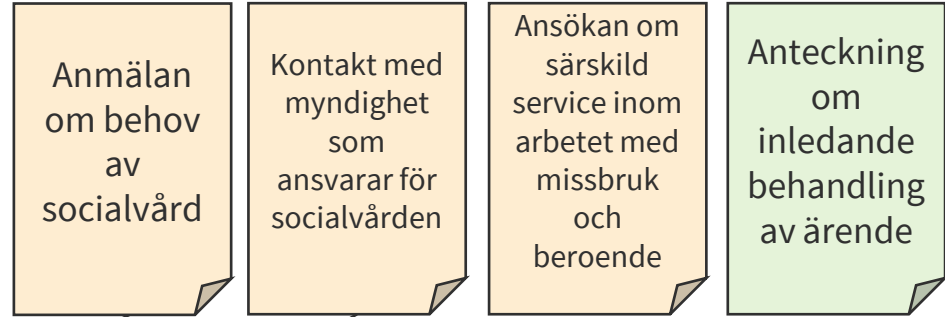 Anmälan
om behov
av
socialvård
Kontakt med
myndighet
som
ansvarar för
socialvården
Ansökan om
särskild
service inom
arbetet med
missbruk
och
beroende
Anteckning
om
inledande
behandling
av ärende